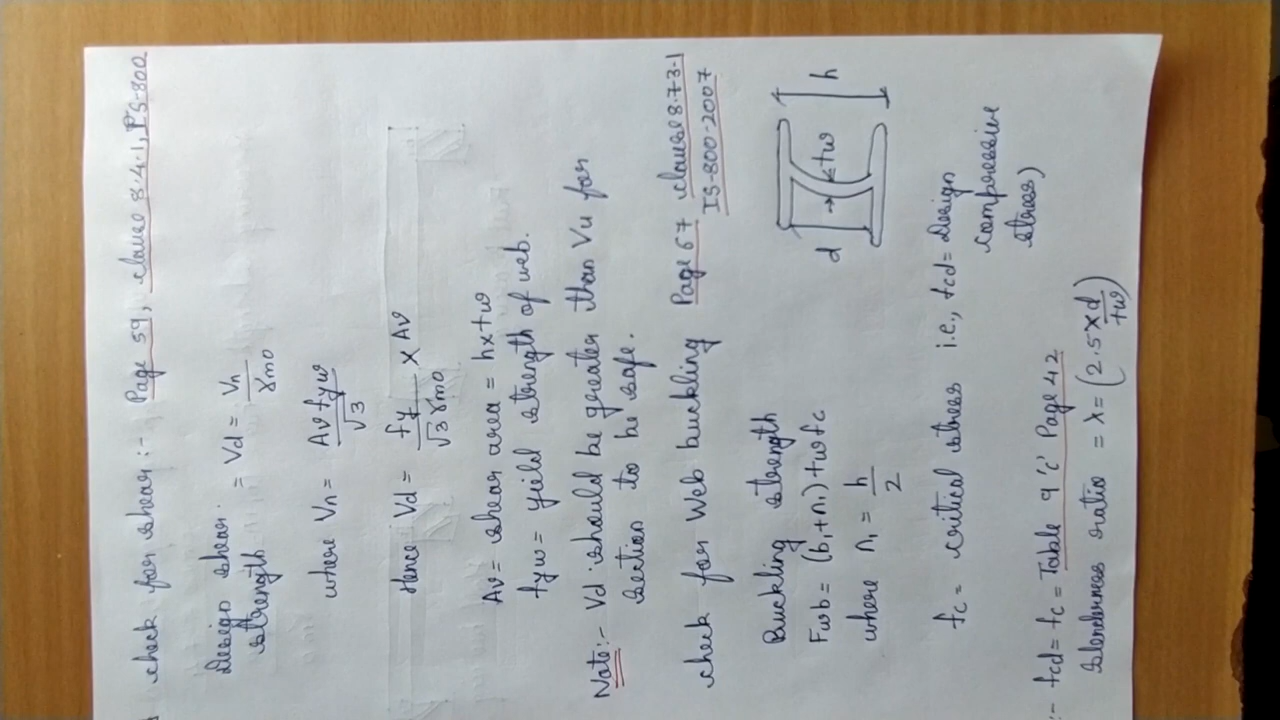 check for shear :- Page 59, clause 8.4.1, IS-800
Design shear strength = Vd = Vn / γm0
where Vn = Av fyw / √3
Hence Vd = fy / √3 γm0 × Av
Av = shear area = h x tw
fyw = yield strength of web.
Note:- Vd should be greater than Vu for
section to be safe.
check for Web buckling Page 67 clause 8.7.3.1
IS-800-2007
Buckling strength
Fwb = (b1+n1) tw fc
where n1 = h / 2
d
tw
h
fc = critical stress i.e., fcd = Design
compressive
stress)
:- fcd = fc = Table 9 'c' Page 42
slenderness ratio = λ = (2.5 x d / tw)